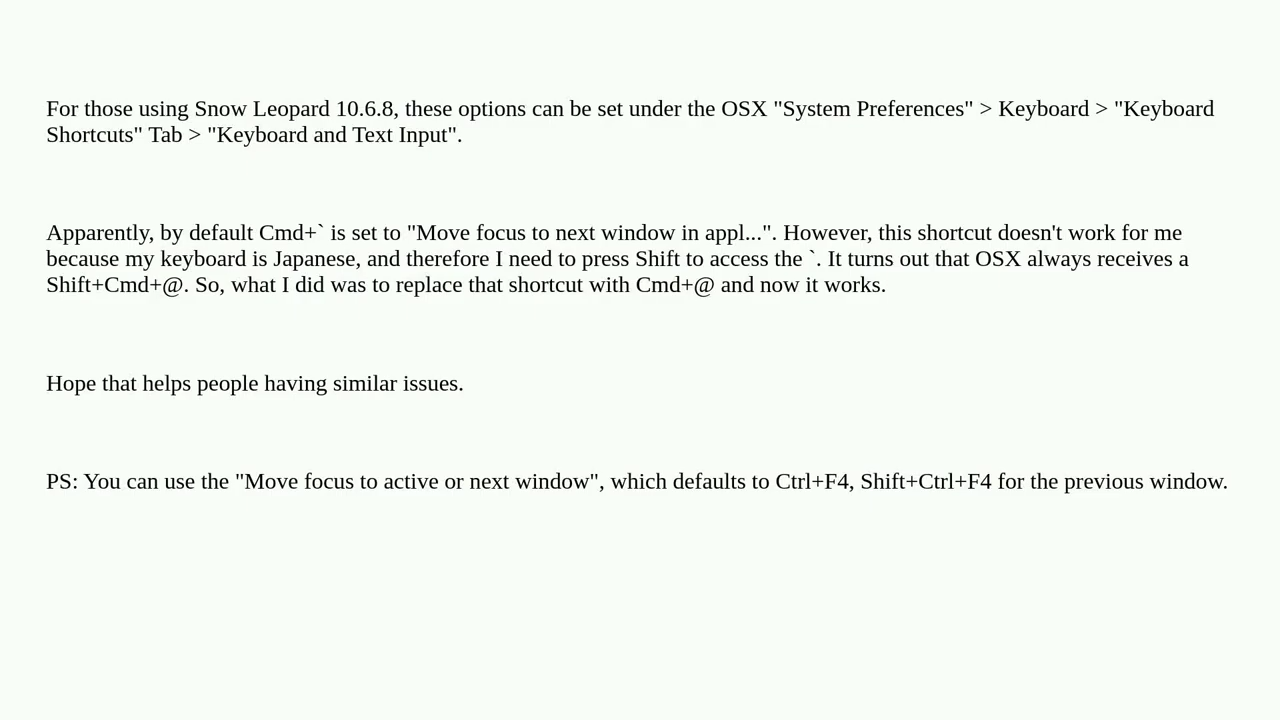 For those using Snow Leopard 10.6.8, these options can be set under the OSX "System Preferences" > Keyboard > "Keyboard
Shortcuts" Tab > "Keyboard and Text Input".
Apparently, by default Cmd+` is set to "Move focus to next window in appl...". However, this shortcut doesn't work for me
because my keyboard is Japanese, and therefore I need to press Shift to access the `. It turns out that OSX always receives a
Shift+Cmd+@. So, what I did was to replace that shortcut with Cmd+@ and now it works.
Hope that helps people having similar issues.
PS: You can use the "Move focus to active or next window", which defaults to Ctrl+F4, Shift+Ctrl+F4 for the previous window.